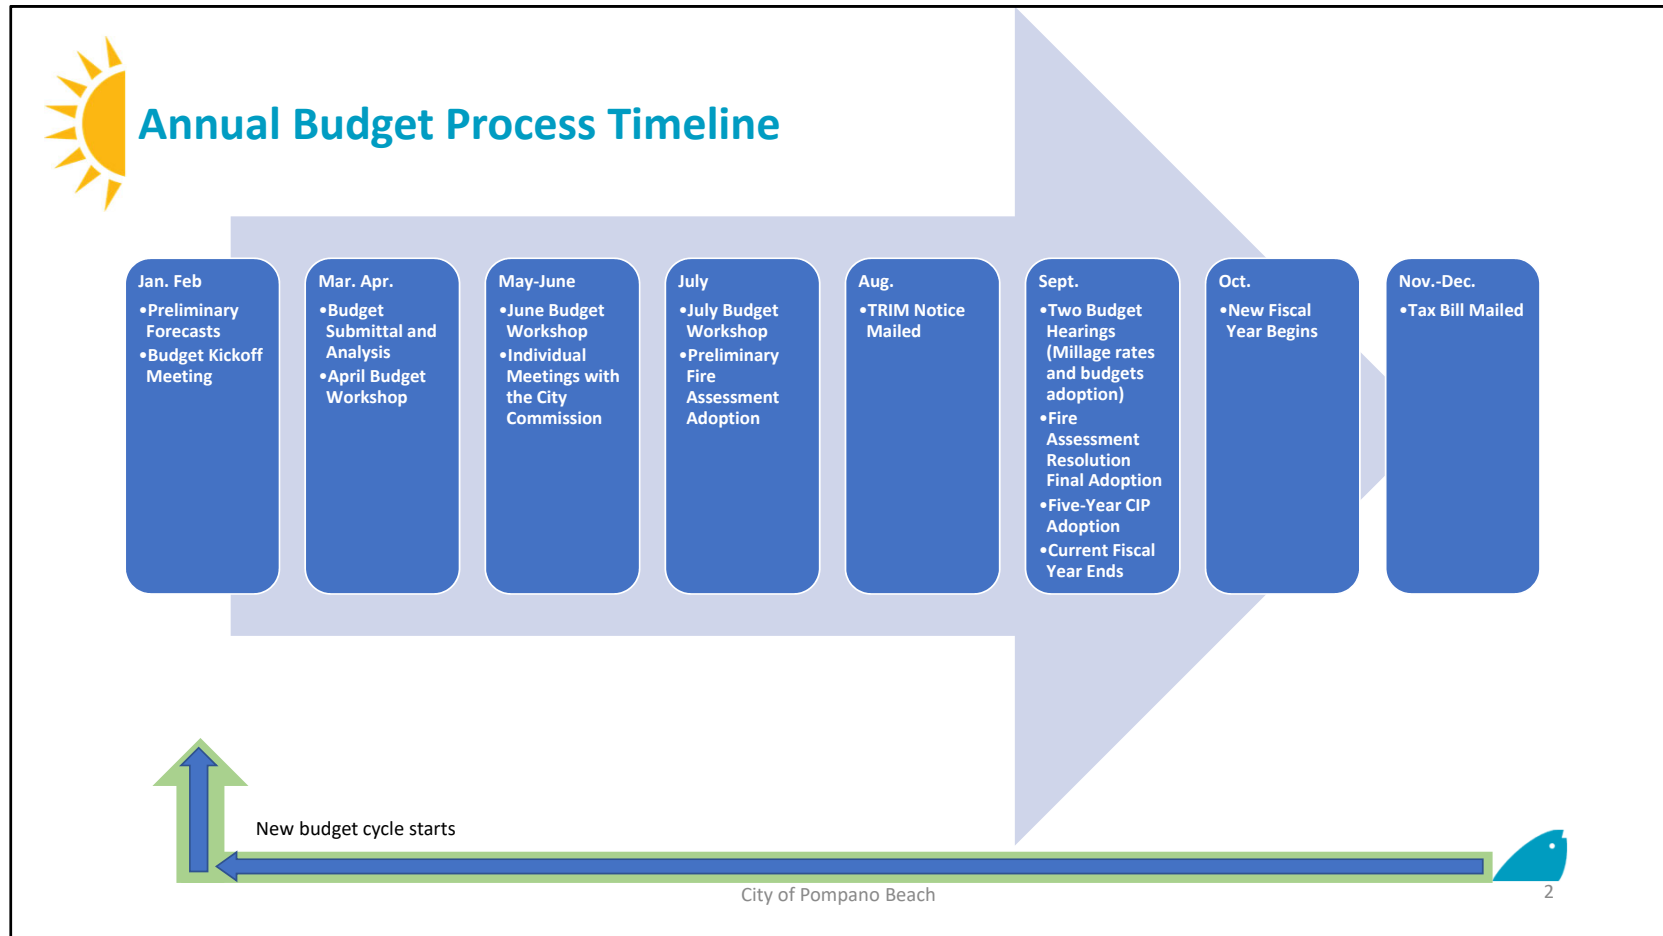 Annual Budget Process Timeline
Jan. Feb
•Preliminary
Forecasts
•Budget Kickoff
Meeting
Mar. Apr.
•Budget
Submittal and
Analysis
•April Budget
Workshop
May-June
•June Budget
Workshop
•Individual
Meetings with
the City
Commission
July
•July Budget
Workshop
•Preliminary
Fire
Assessment
Adoption
Aug.
•TRIM Notice
Mailed
Sept.
•Two Budget
Hearings
(Millage rates
and budgets
adoption)
•Fire
Assessment
Resolution
Final Adoption
•Five-Year CIP
Adoption
•Current Fiscal
Year Ends
Oct.
•New Fiscal
Year Begins
Nov.-Dec.
•Tax Bill Mailed
New budget cycle starts
City of Pompano Beach
2